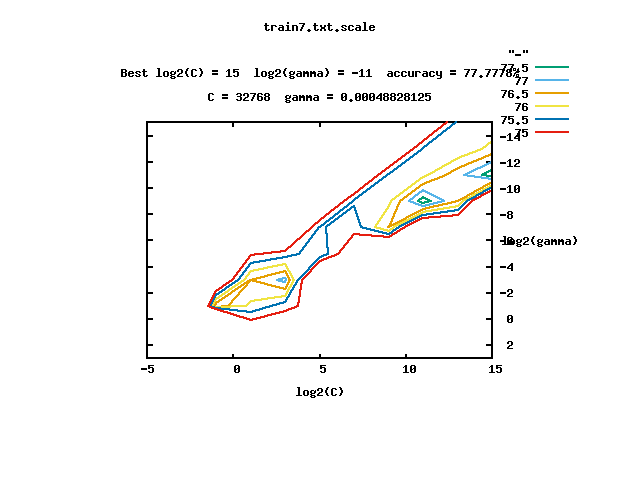 train7.txt.scale
"-"
Best log2(C) = 15 log2(gamma) = -11 accuracy = 77.7778%
77.5
77
C = 32768 gamma = 0.00048828125
76.5
76
75.5
75
-14
-12
-10
-8
-6
log2(gamma)
-4
-2
0
2
-5 0 5 10 15
log2(C)